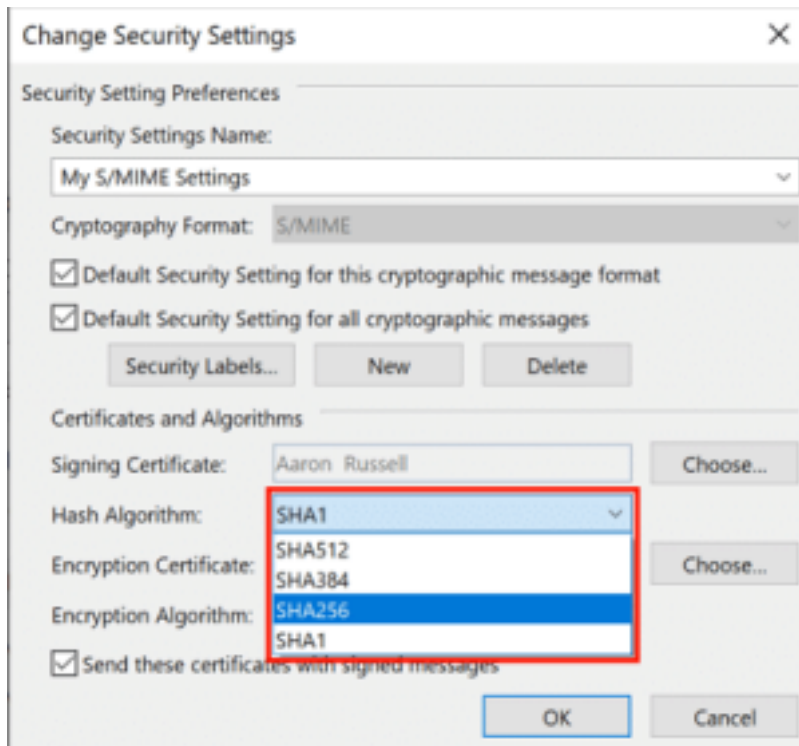 Change Security Settings
Security Setting Preferences
Security Settings Name:
My S/MIME Settings
Cryptography Format: S/MIME
Default Security Setting for this cryptographic message format
Default Security Setting for all cryptographic messages
Security Labels... New Delete
Certificates and Algorithms
Signing Certificate: Aaron Russell Choose...
Hash Algorithm: SHA1
SHA512
SHA384
Encryption Certificate: Choose...
SHA256
Encryption Algorithm:
SHA1
Send these certificates with signed messages
OK Cancel